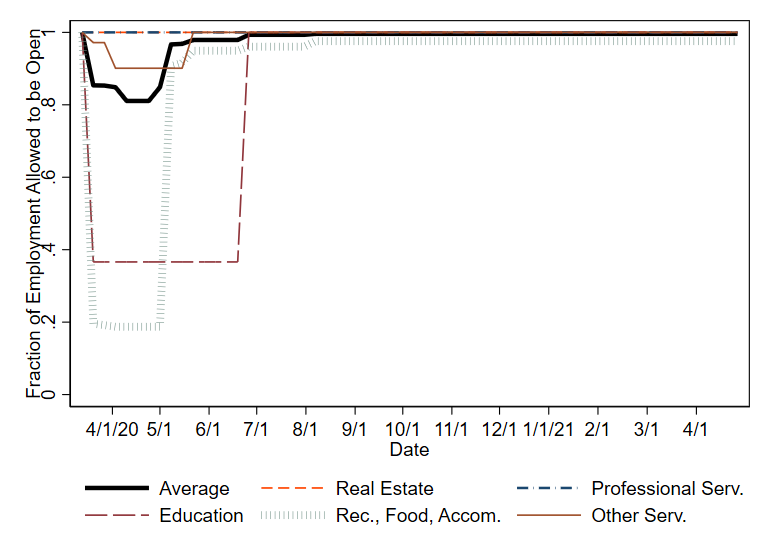 Fraction of Employment Allowed to be Open
1
.8
.6
.4
.2
0
4/1/20 5/1 6/1 7/1 8/1 9/1 10/1 11/1 12/1 1/1/21 2/1 3/1 4/1
Date
Average Real Estate Professional Serv.
Education Rec., Food, Accom. Other Serv.